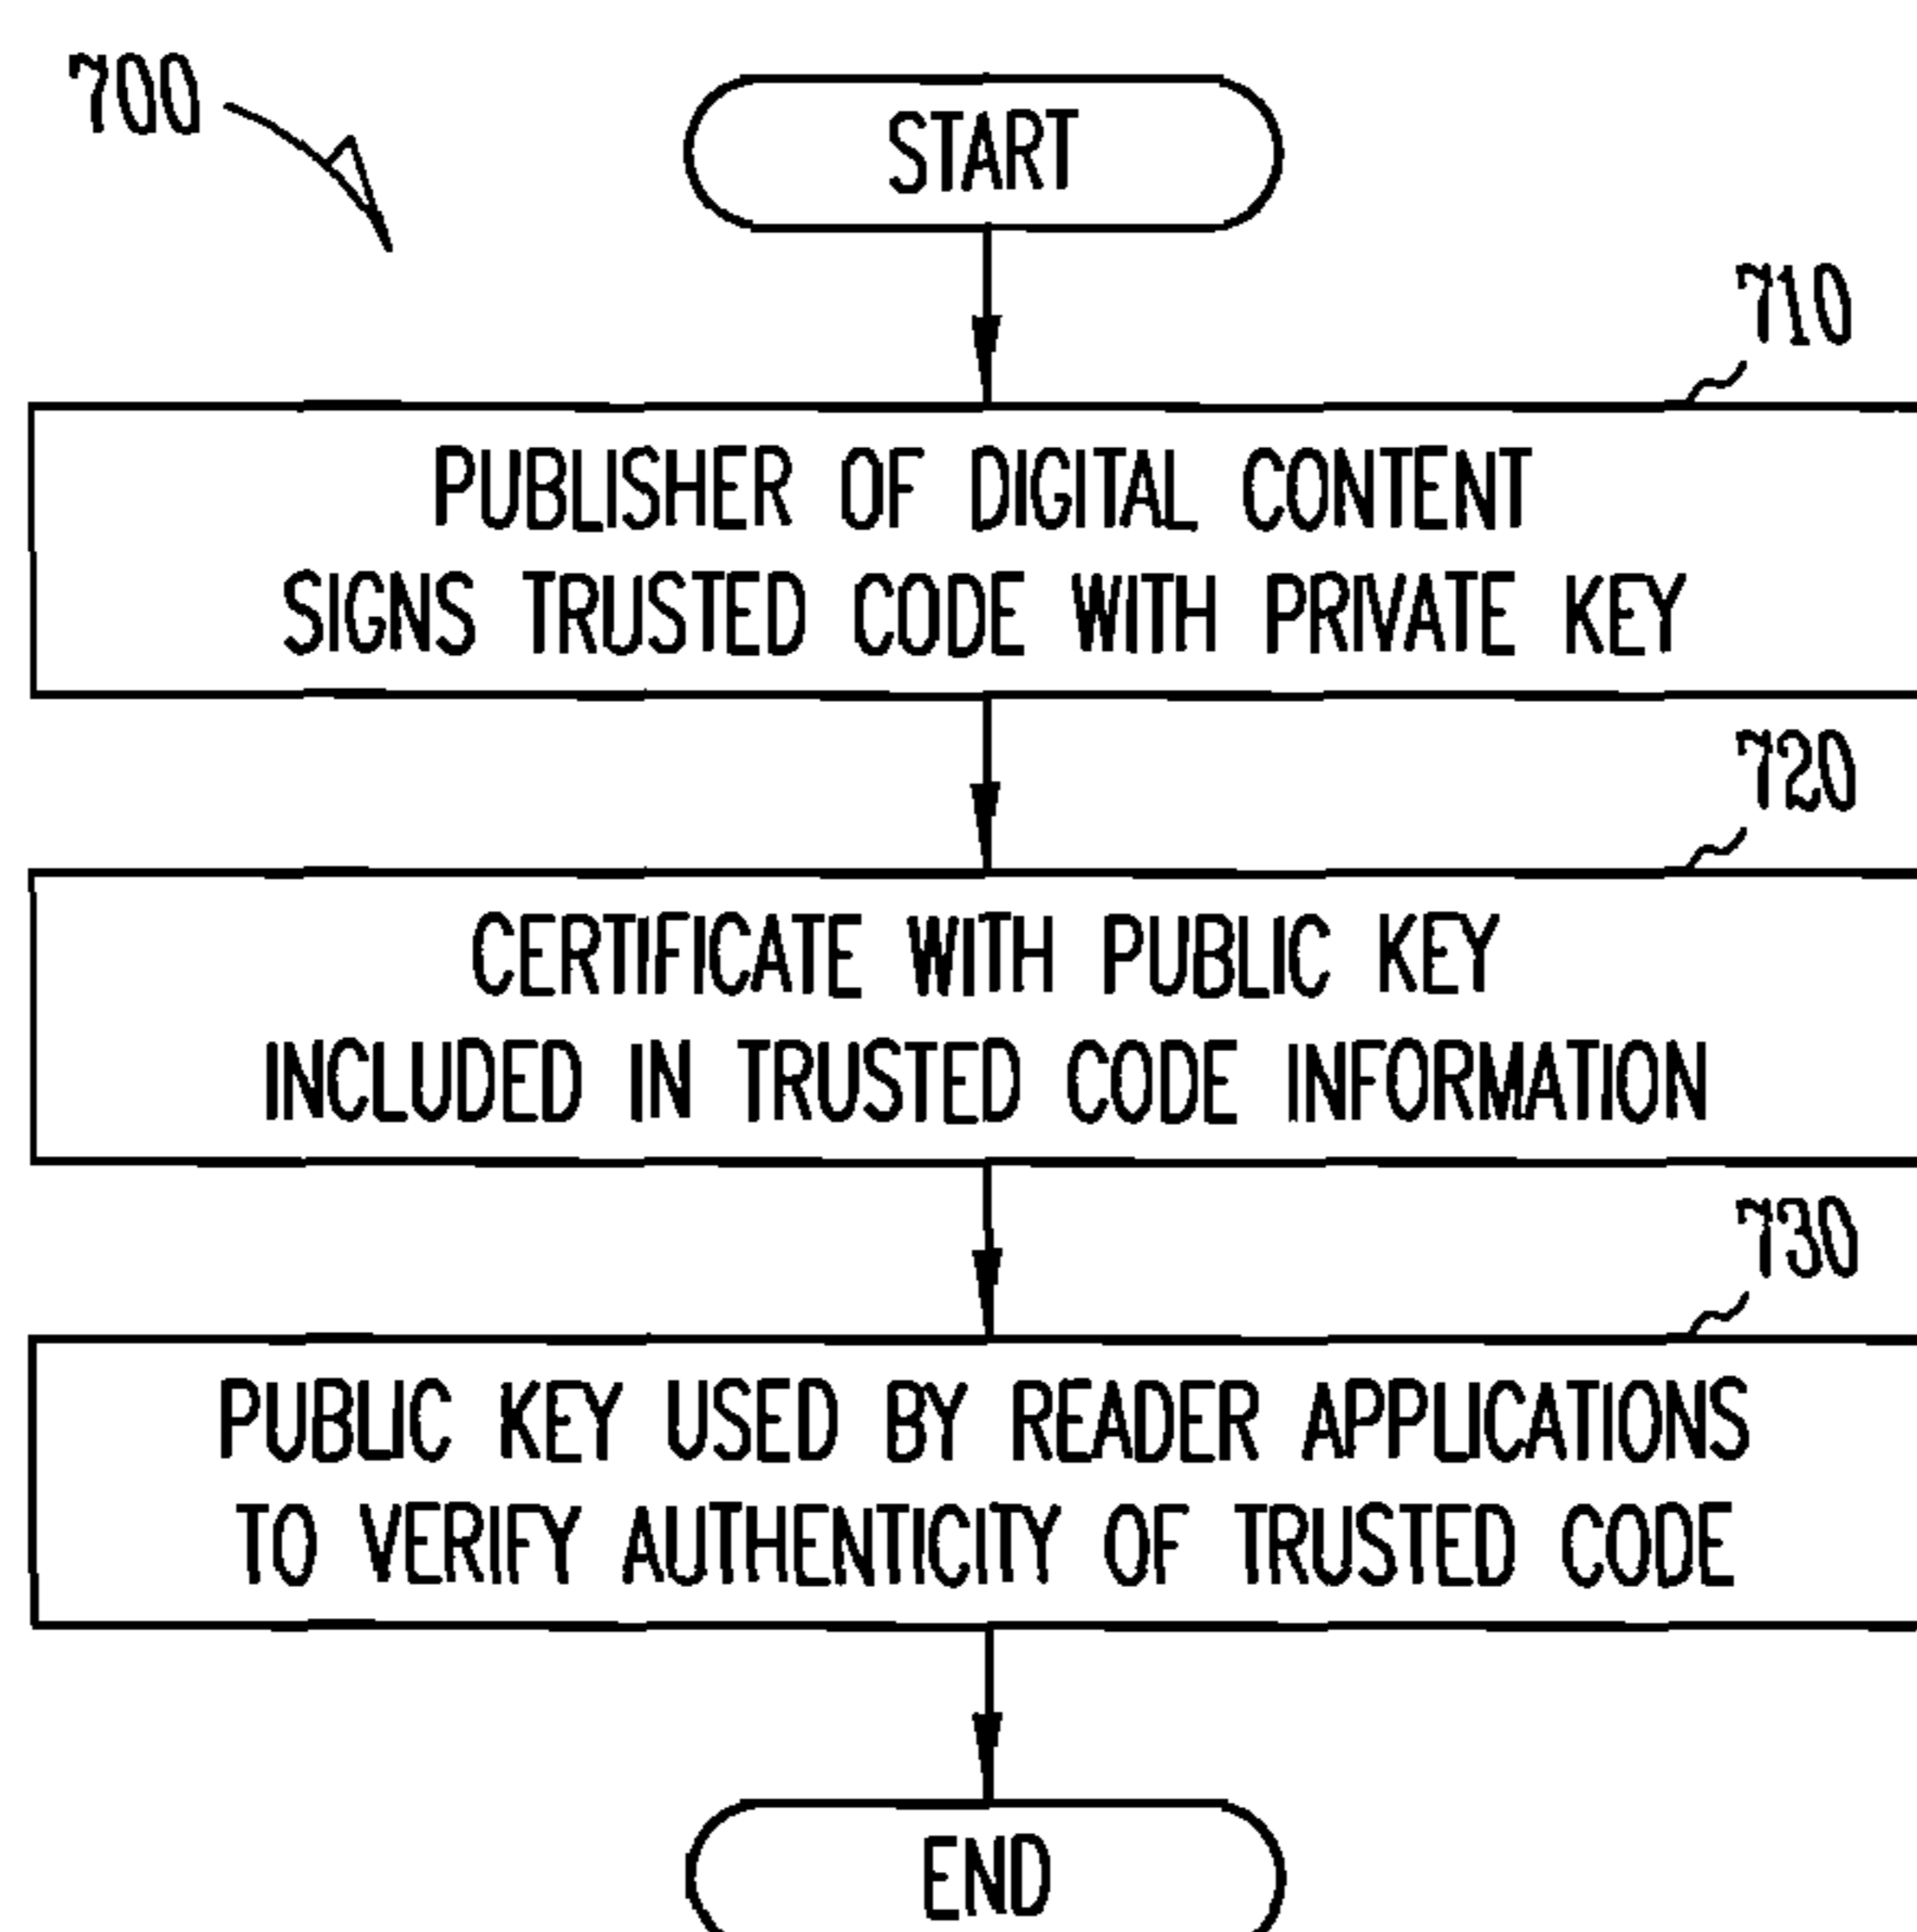 700
START
710
PUBLISHER OF DIGITAL CONTENT
SIGNS TRUSTED CODE WITH PRIVATE KEY
720
CERTIFICATE WITH PUBLIC KEY
INCLUDED IN TRUSTED CODE INFORMATION
730
PUBLIC KEY USED BY READER APPLICATIONS
TO VERIFY AUTHENTICITY OF TRUSTED CODE
END